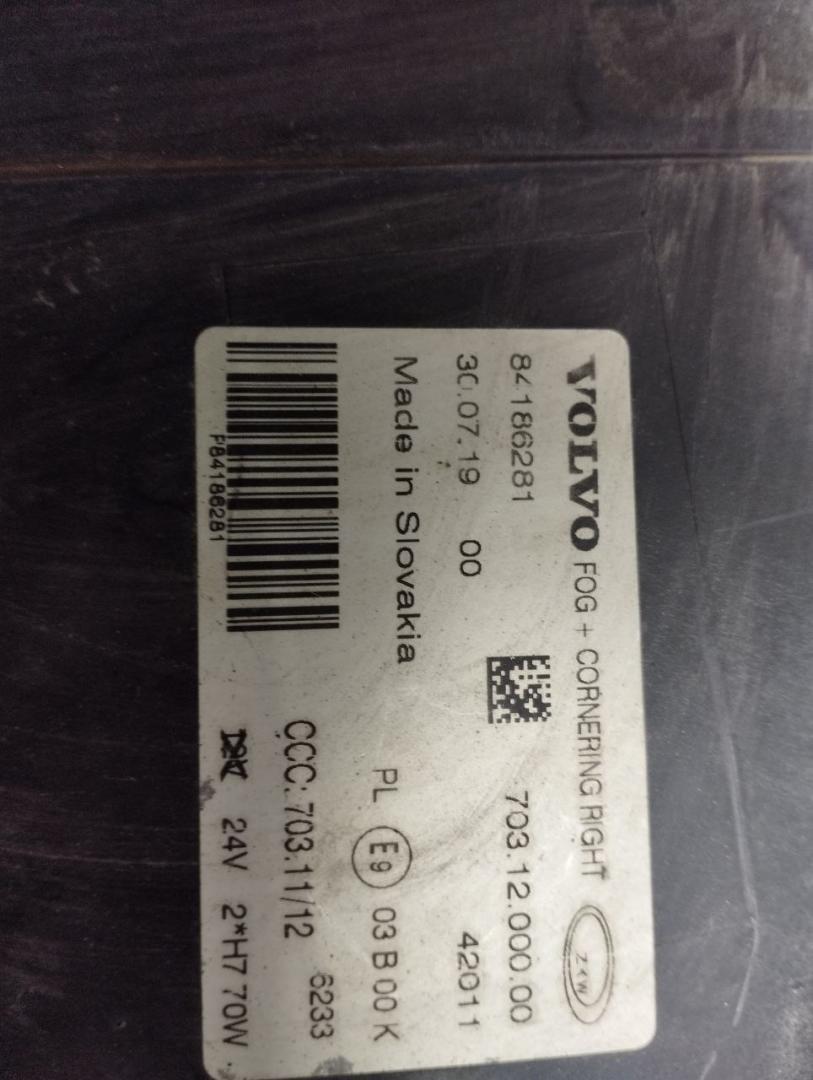 VOLVO FOG + CORNERING RIGHT ZKW
84186281 703.12.000.00
30.07.19 00 42011
Made in Slovakia
PL E9 03 B 00 K
CCC: 703.11/12 6233
24V 2*H7 70W
P84186281